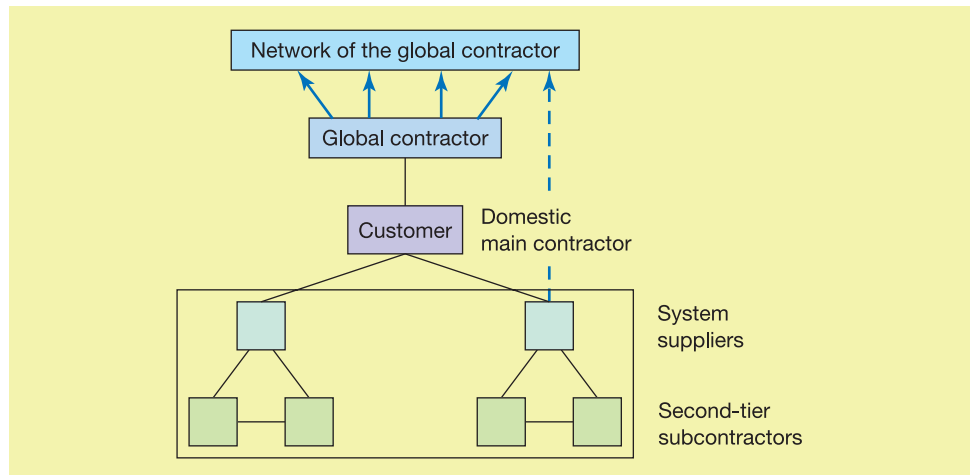 Network of the global contractor
Global contractor
Customer
Domestic
main contractor
System
suppliers
Second-tier
subcontractors